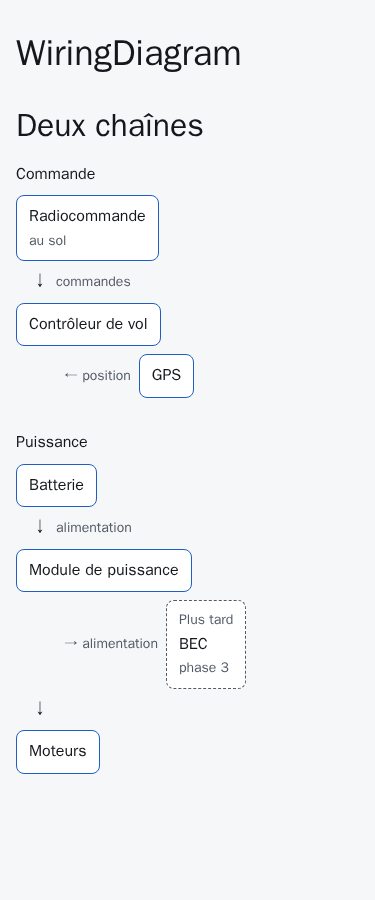 WiringDiagram
Deux chaînes
Commande
Radiocommande
au sol
↓ commandes
Contrôleur de vol
← position
GPS
Puissance
Batterie
↓ alimentation
Module de puissance
→ alimentation
Plus tard
BEC
phase 3
↓
Moteurs